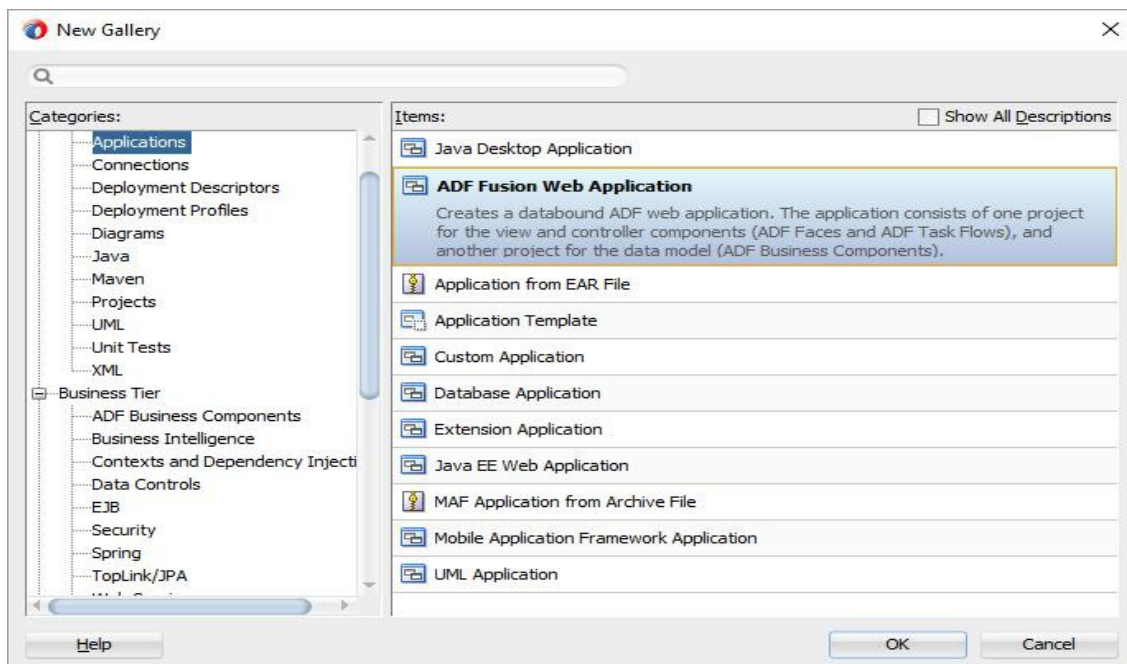 New Gallery
Categories:
Applications
Connections
Deployment Descriptors
Deployment Profiles
Diagrams
Java
Maven
Projects
UML
Unit Tests
XML
Business Tier
ADF Business Components
Business Intelligence
Contexts and Dependency Injecti
Data Controls
EJB
Security
Spring
TopLink/JPA
Items:
Show All Descriptions
Java Desktop Application
ADF Fusion Web Application
Creates a databound ADF web application. The application consists of one project
for the view and controller components (ADF Faces and ADF Task Flows), and
another project for the data model (ADF Business Components).
Application from EAR File
Application Template
Custom Application
Database Application
Extension Application
Java EE Web Application
MAF Application from Archive File
Mobile Application Framework Application
UML Application
Help
OK
Cancel